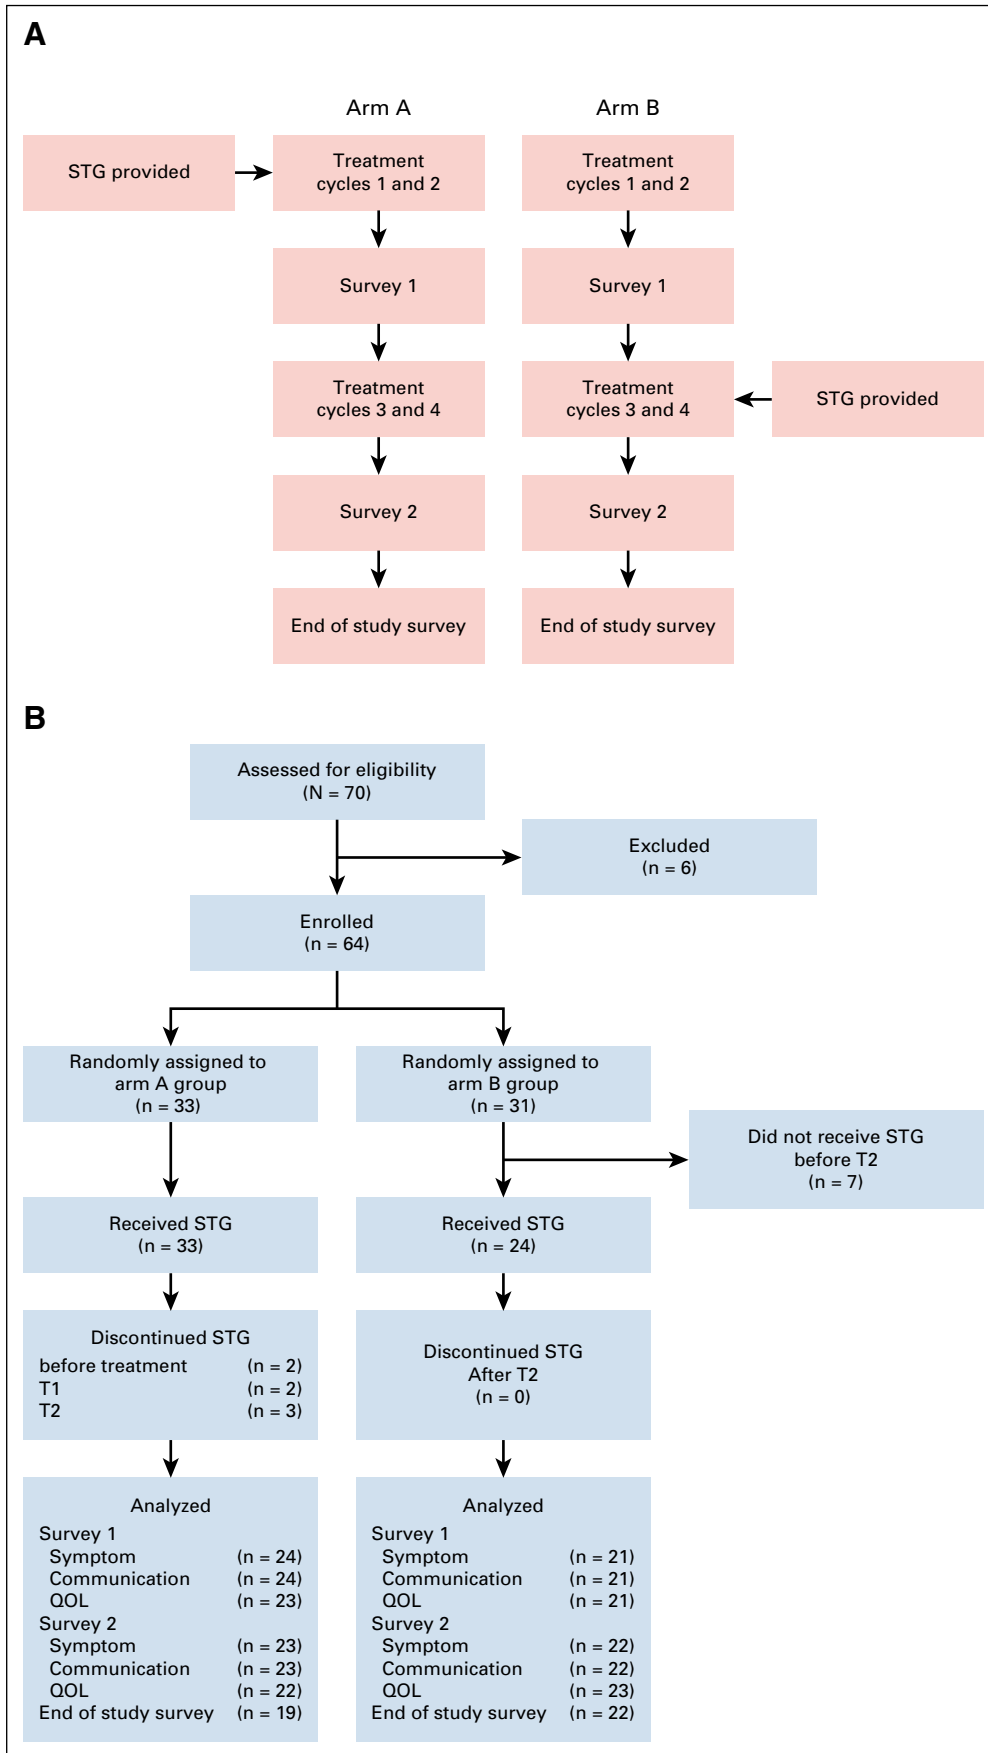 A
Arm A
Arm B
STG provided
Treatment
cycles 1 and 2
Treatment
cycles 1 and 2
Survey 1
Survey 1
Treatment
cycles 3 and 4
Treatment
cycles 3 and 4
STG provided
Survey 2
Survey 2
End of study survey
End of study survey
B
Assessed for eligibility
(N = 70)
Excluded
(n = 6)
Enrolled
(n = 64)
Randomly assigned to
arm A group
(n = 33)
Randomly assigned to
arm B group
(n = 31)
Did not receive STG
before T2
(n = 7)
Received STG
(n = 33)
Received STG
(n = 24)
Discontinued STG
before treatment (n = 2)
T1 (n = 2)
T2 (n = 3)
Discontinued STG
After T2
(n = 0)
Analyzed
Survey 1
Symptom (n = 24)
Communication (n = 24)
QOL (n = 23)
Survey 2
Symptom (n = 23)
Communication (n = 23)
QOL (n = 22)
End of study survey (n = 19)
Analyzed
Survey 1
Symptom (n = 21)
Communication (n = 21)
QOL (n = 21)
Survey 2
Symptom (n = 22)
Communication (n = 22)
QOL (n = 23)
End of study survey (n = 22)